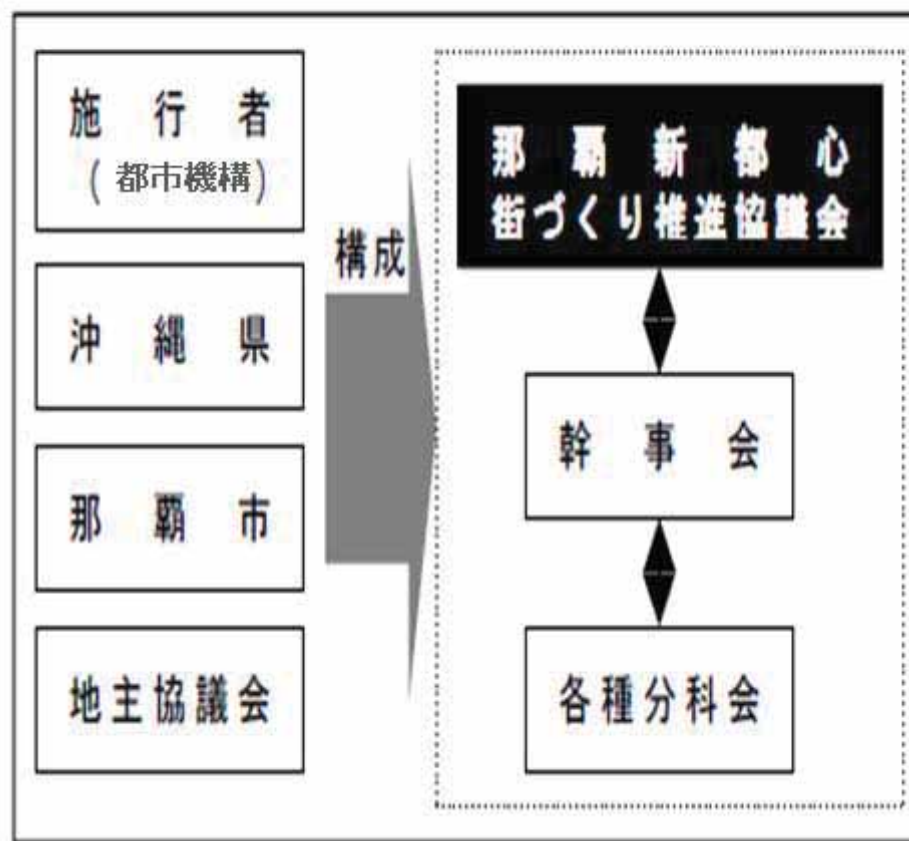 施行者
(都市機構)
沖縄県
那覇市
地主協議会
構成
那覇新都心
街づくり推進協議会
幹事会
各種分科会